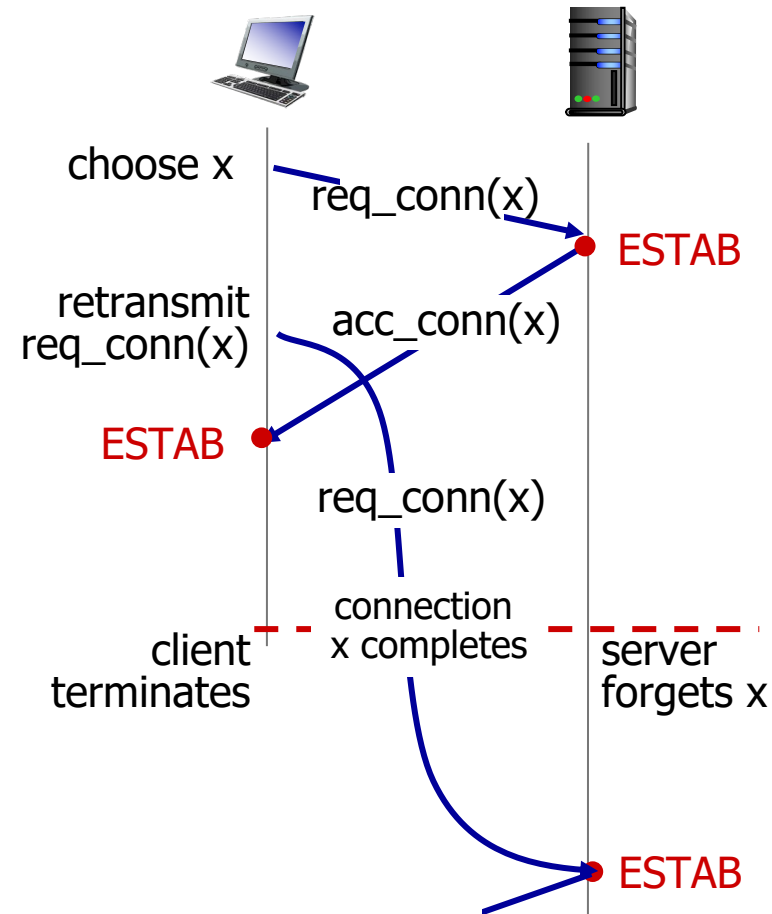 choose x
req_conn(x)
ESTAB
retransmit
req_conn(x)
acc_conn(x)
ESTAB
req_conn(x)
connection
x completes
client
terminates
server
forgets x
ESTAB